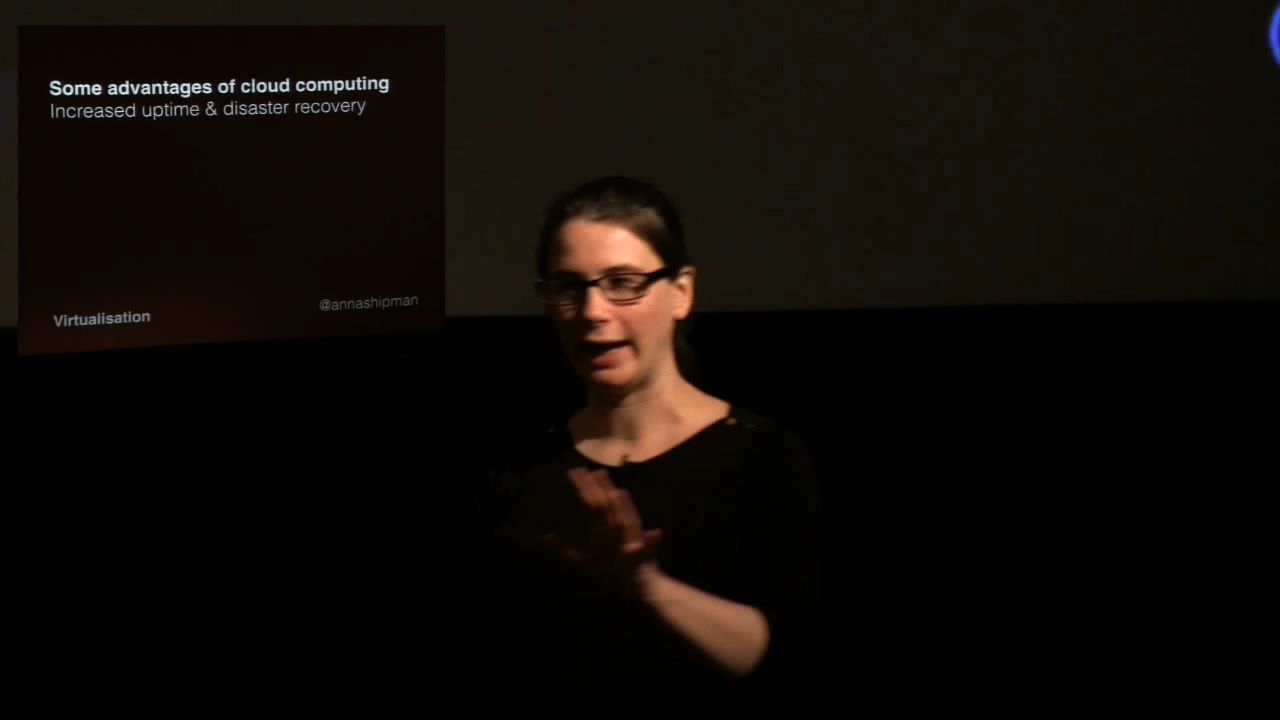 Some advantages of cloud computing
Increased uptime & disaster recovery
Virtualisation
@annashipman